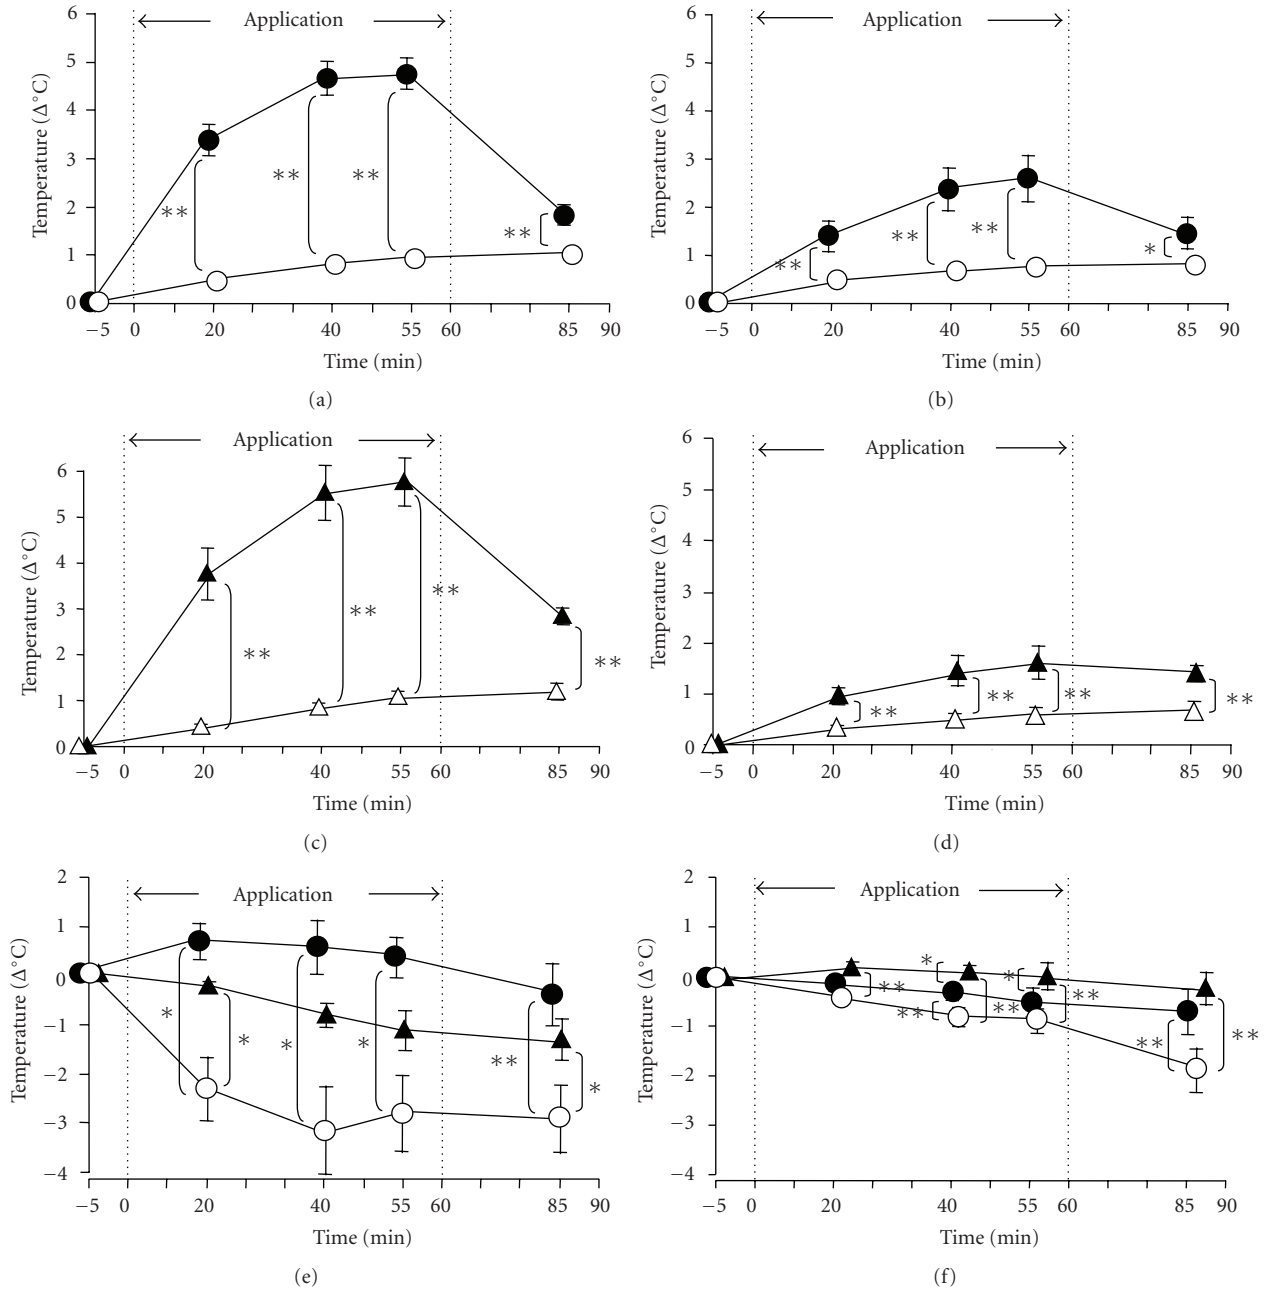 Application
6
5
4
3
2
1
0
Temperature (Δ°C)
** ** ** **
−5 0 20 40 55 60 85 90
Time (min)
(a)
Application
6
5
4
3
2
1
0
Temperature (Δ°C)
** ** ** *
−5 0 20 40 55 60 85 90
Time (min)
(b)
Application
6
5
4
3
2
1
0
Temperature (Δ°C)
** ** ** **
−5 0 20 40 55 60 85 90
Time (min)
(c)
Application
6
5
4
3
2
1
0
Temperature (Δ°C)
** ** ** **
−5 0 20 40 55 60 85 90
Time (min)
(d)
Application
2
1
0
−1
−2
−3
−4
Temperature (Δ°C)
* * * * ** *
−5 0 20 40 55 60 85 90
Time (min)
(e)
Application
2
1
0
−1
−2
−3
−4
Temperature (Δ°C)
** * ** ** * ** ** **
−5 0 20 40 55 60 85 90
Time (min)
(f)